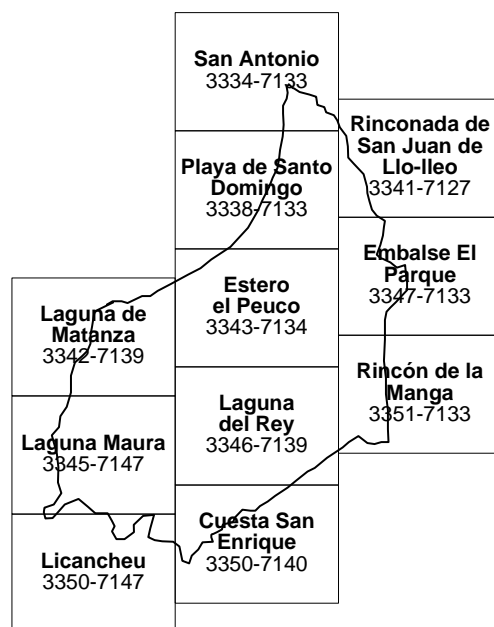 San Antonio
3334-7133
Rinconada de
San Juan de
Llo-lleo
3341-7127
Playa de Santo
Domingo
3338-7133
Embalse El
Parque
3347-7133
Estero
el Peuco
3343-7134
Laguna de
Matanza
3342-7139
Rincón de la
Manga
3351-7133
Laguna
del Rey
3346-7139
Laguna Maura
3345-7147
Cuesta San
Enrique
3350-7140
Licancheu
3350-7147